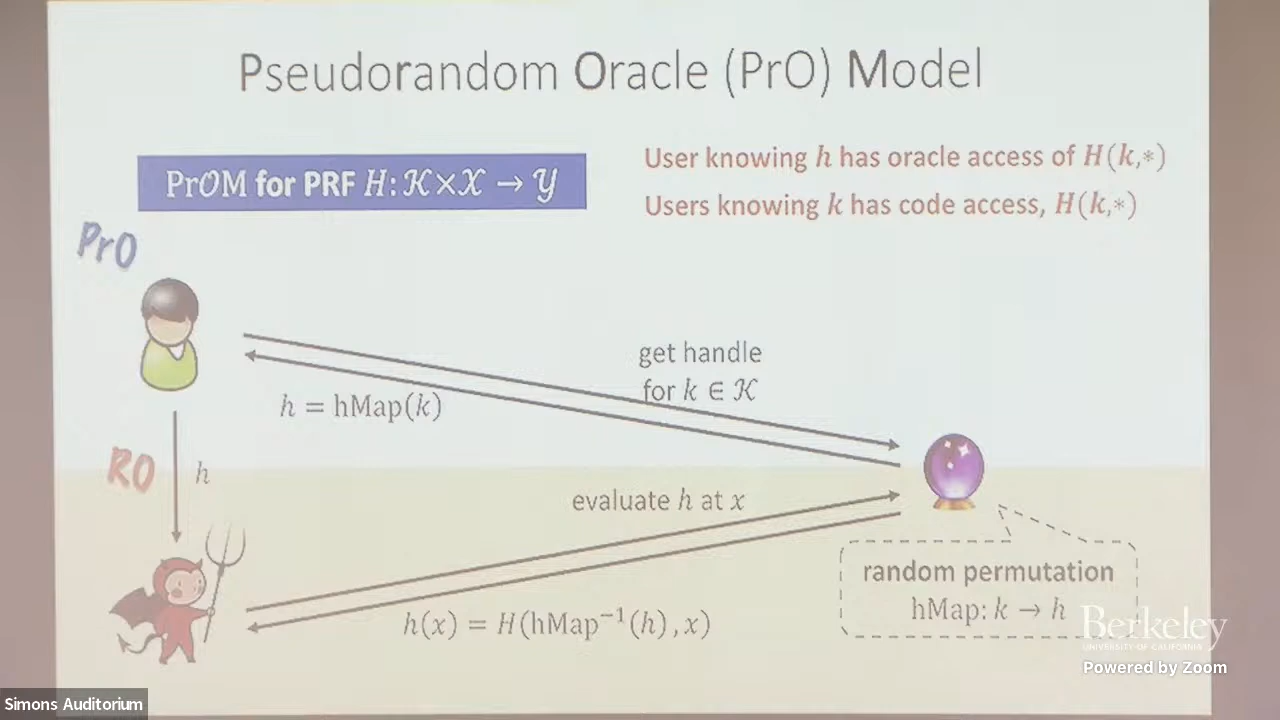 Pseudorandom Oracle (PrO) Model
PrOM for PRF H: 𝒦×𝒳 → 𝒴
User knowing h has oracle access of H(k,*)
Users knowing k has code access, H(k,*)
PrO
get handle
for k ∈ 𝒦
h = hMap(k)
RO
h
evaluate h at x
h(x) = H(hMap⁻¹(h), x)
random permutation
hMap: k → h
Berkeley
UNIVERSITY OF CALIFORNIA
Powered by Zoom
Simons Auditorium